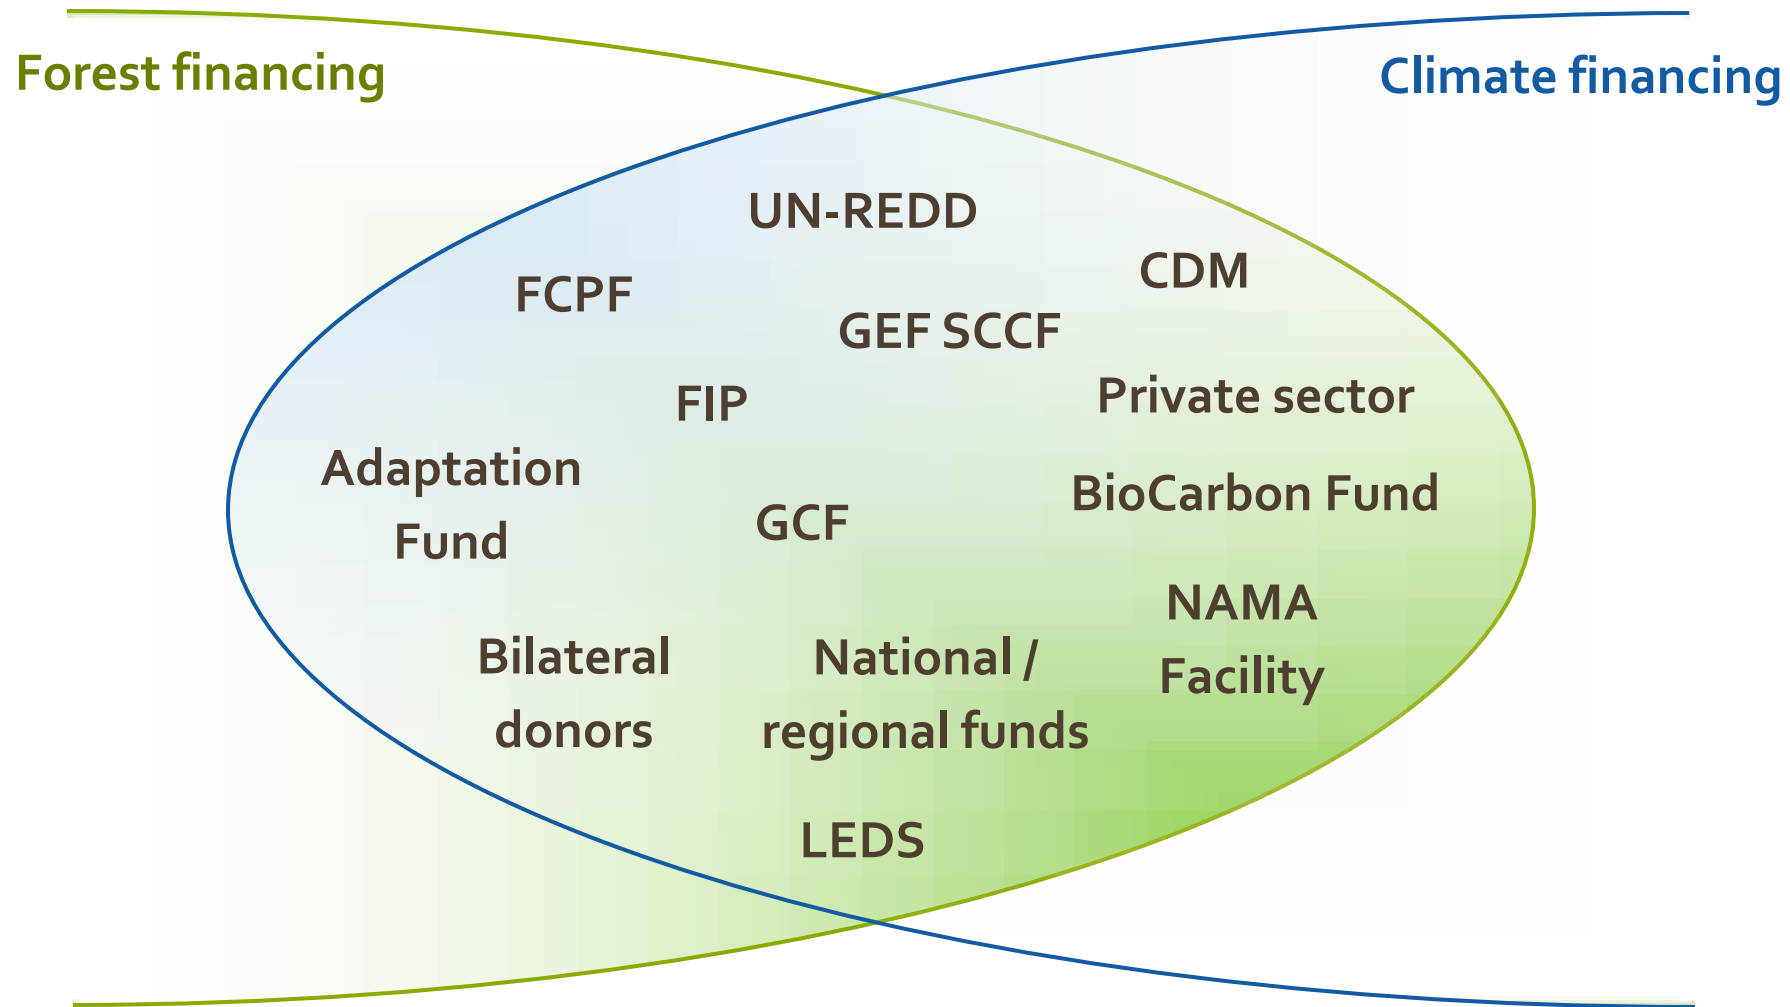 Forest financing
Climate financing
UN-REDD
CDM
FCPF
GEF SCCF
FIP
Private sector
Adaptation
Fund
BioCarbon Fund
GCF
NAMA
Facility
Bilateral
donors
National /
regional funds
LEDS